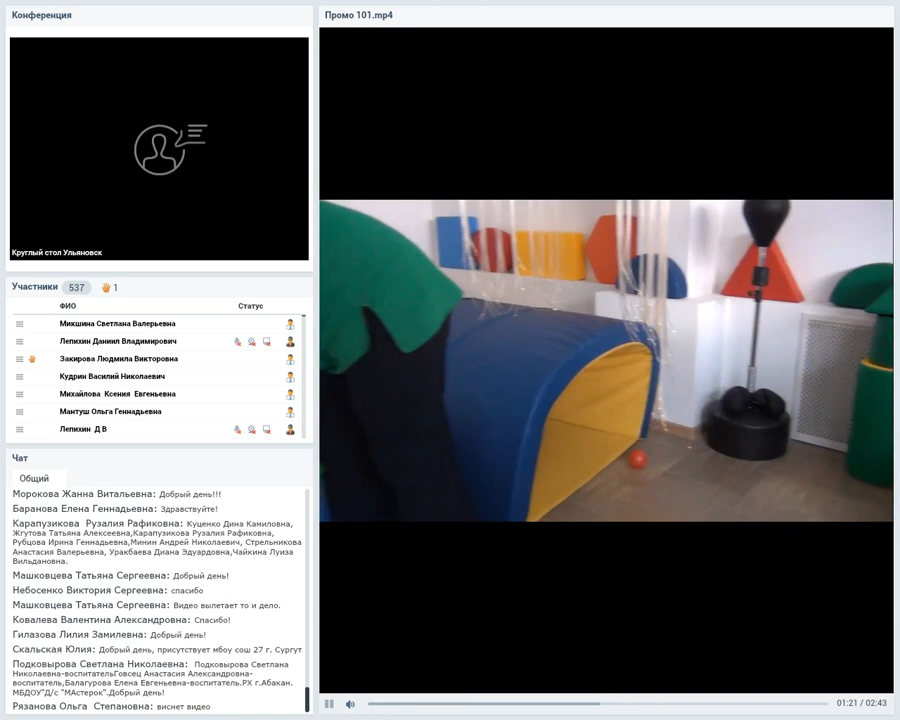 Конференция
Круглый стол Ульяновск
Участники 537 1
ФИО Статус
Микшина Светлана Валерьевна
Лепихин Даниил Владимирович
Закирова Людмила Викторовна
Кудрин Василий Николаевич
Михайлова Ксения Евгеньевна
Мантуш Ольга Геннадьевна
Лепихин Д В
Чат
Общий
Морокова Жанна Витальевна: Добрый день!!!
Баранова Елена Геннадьевна: Здравствуйте!
Карапузикова Рузалия Рафиковна: Куценко Дина Камиловна,
Жгутова Татьяна Алексеевна,Карапузикова Рузалия Рафиковна,
Рубцова Ирина Геннадьевна,Минин Андрей Николаевич, Стрельникова
Анастасия Валерьевна, Уракбаева Диана Эдуардовна,Чайкина Луиза
Вильдановна.
Машковцева Татьяна Сергеевна: Добрый день!
Небосенко Виктория Сергеевна: спасибо
Машковцева Татьяна Сергеевна: Видео вылетает то и дело.
Ковалева Валентина Александровна: Спасибо!
Гилазова Лилия Замилевна: Добрый день!
Скальская Юлия: Добрый день, присутствует мбоу сош 27 г. Сургут
Подковырова Светлана Николаевна: Подковырова Светлана
Николаевна-воспитательГовсец Анастасия Александровна-
воспитатель,Балагурова Елена Евгеньевна-воспитатель.РХ г.Абакан.
МБДОУ"Д/с "МАстерок".Добрый день!
Рязанова Ольга Степановна: виснет видео
Промо 101.mp4
01:21 / 02:43